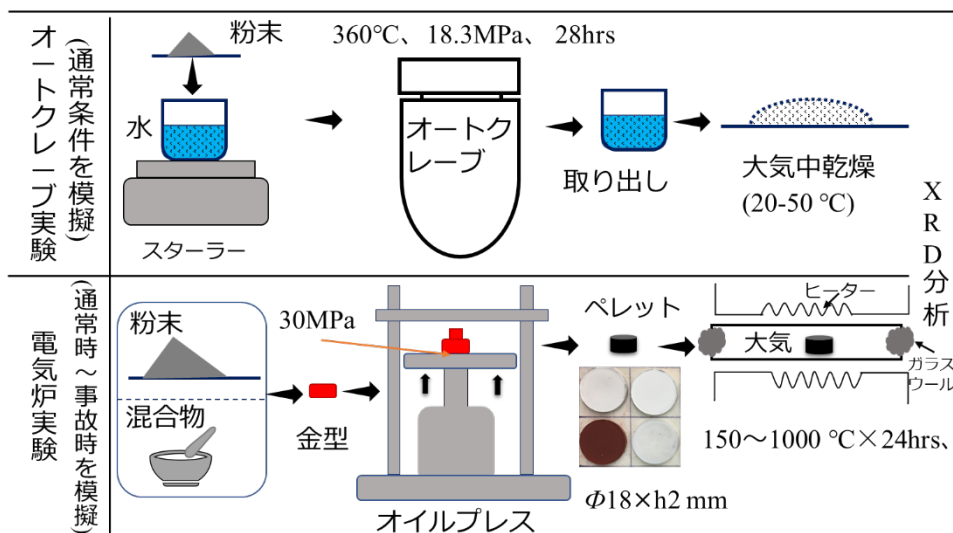 オートクレーブ実験
(通常条件を模擬)
粉末
水
スターラー
360℃、18.3MPa、 28hrs
オートク
レーブ
取り出し
大気中乾燥
(20-50 ℃)
XRD分析
電気炉実験
(通常時～事故時を模擬)
粉末
混合物
金型
30MPa
オイルプレス
ペレット
Φ18×h2 mm
ヒーター
大気
ガラス
ウール
150～1000 ℃×24hrs、